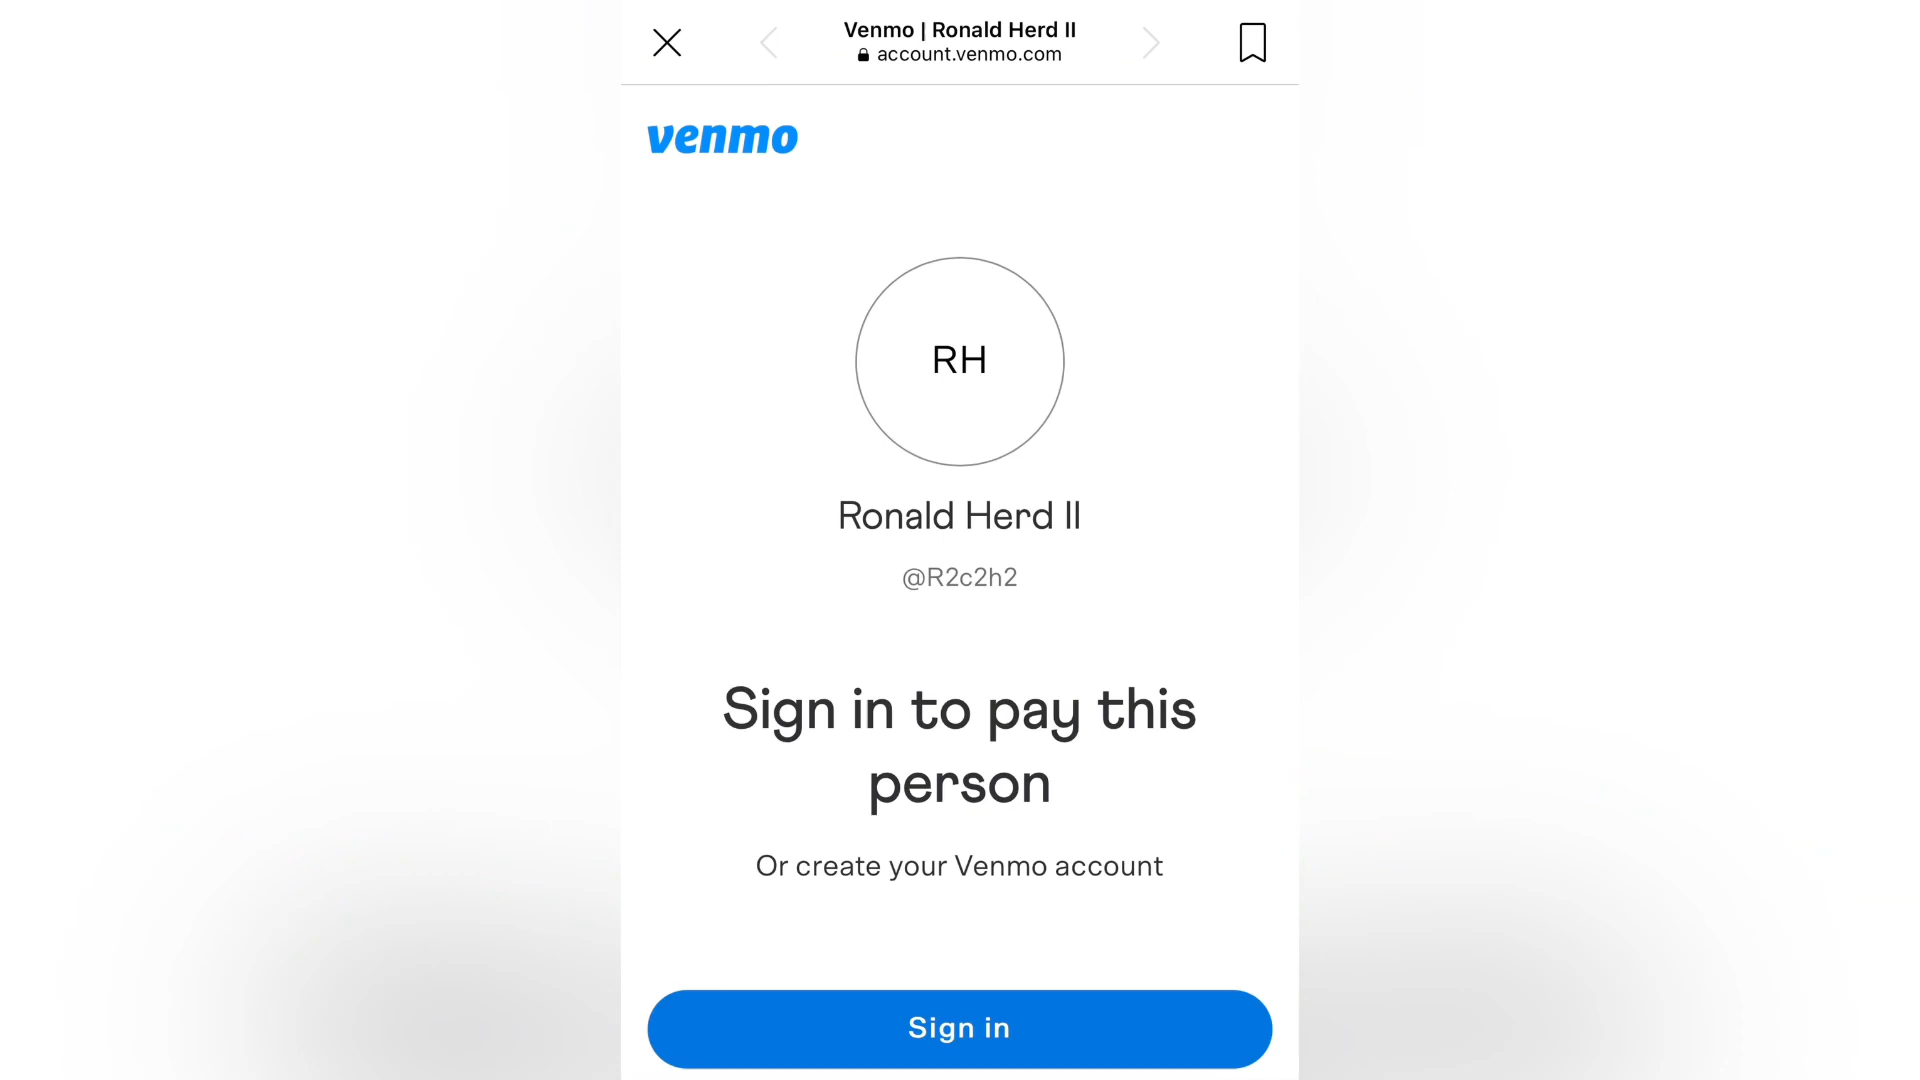 Venmo | Ronald Herd II
account.venmo.com
venmo
RH
Ronald Herd II
@R2c2h2
Sign in to pay this
person
Or create your Venmo account
Sign in